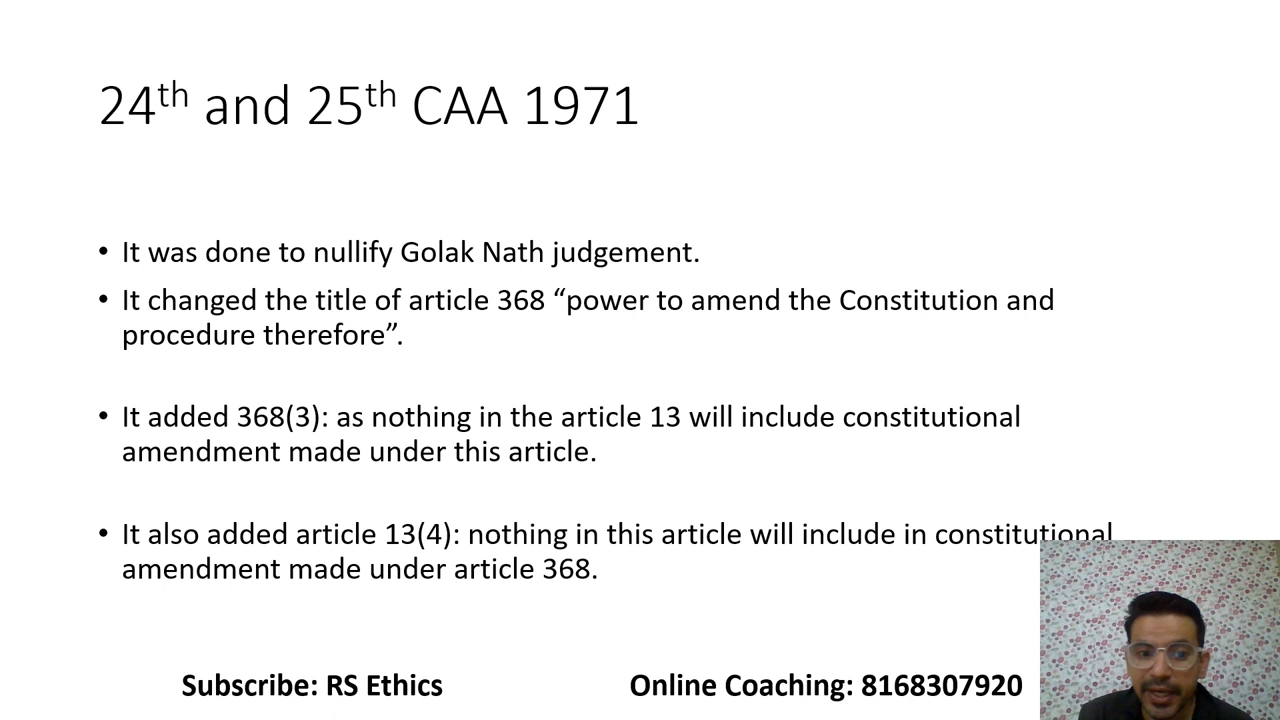 24th and 25th CAA 1971
• It was done to nullify Golak Nath judgement.
• It changed the title of article 368 “power to amend the Constitution and
procedure therefore”.
• It added 368(3): as nothing in the article 13 will include constitutional
amendment made under this article.
• It also added article 13(4): nothing in this article will include in constitutional
amendment made under article 368.
Subscribe: RS Ethics Online Coaching: 8168307920